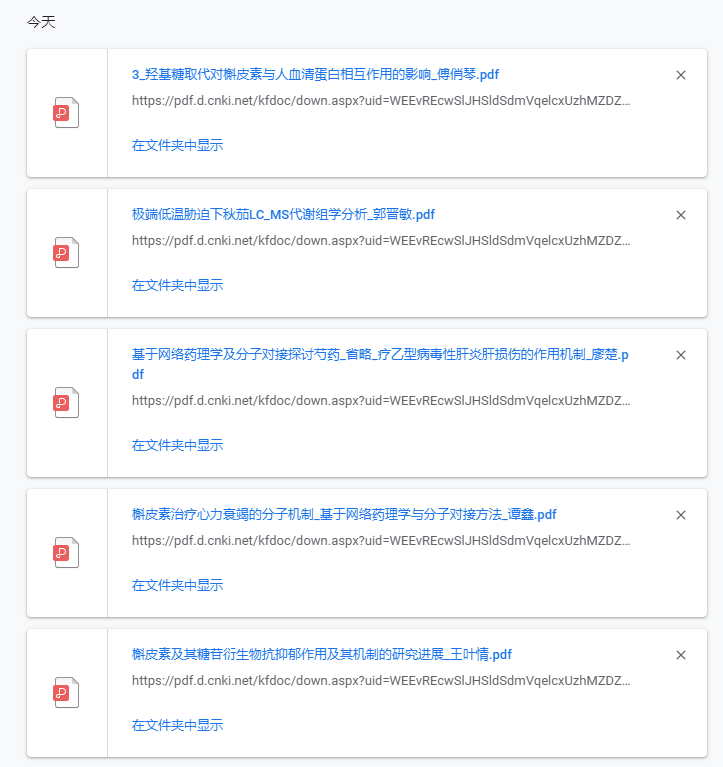 今天
3_羟基糖取代对槲皮素与人血清蛋白相互作用的影响_傅俏琴.pdf
https://pdf.d.cnki.net/kfdoc/down.aspx?uid=WEEvREcwSlJHSldSdmVqelcxUzhMZDZ...
在文件夹中显示
极端低温胁迫下秋茄LC_MS代谢组学分析_郭晋敏.pdf
https://pdf.d.cnki.net/kfdoc/down.aspx?uid=WEEvREcwSlJHSldSdmVqelcxUzhMZDZ...
在文件夹中显示
基于网络药理学及分子对接探讨芍药_省略_疗乙型病毒性肝炎肝损伤的作用机制_廖楚.p
df
https://pdf.d.cnki.net/kfdoc/down.aspx?uid=WEEvREcwSlJHSldSdmVqelcxUzhMZDZ...
在文件夹中显示
槲皮素治疗心力衰竭的分子机制_基于网络药理学与分子对接方法_谭鑫.pdf
https://pdf.d.cnki.net/kfdoc/down.aspx?uid=WEEvREcwSlJHSldSdmVqelcxUzhMZDZ...
在文件夹中显示
槲皮素及其糖苷衍生物抗抑郁作用及其机制的研究进展_王叶情.pdf
https://pdf.d.cnki.net/kfdoc/down.aspx?uid=WEEvREcwSlJHSldSdmVqelcxUzhMZDZ...
在文件夹中显示